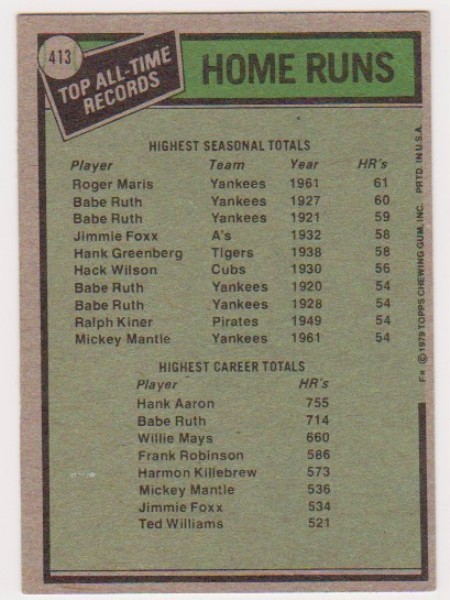 413
TOP ALL-TIME
RECORDS
HOME RUNS
HIGHEST SEASONAL TOTALS
Player Team Year HR's
Roger Maris Yankees 1961 61
Babe Ruth Yankees 1927 60
Babe Ruth Yankees 1921 59
Jimmie Foxx A's 1932 58
Hank Greenberg Tigers 1938 58
Hack Wilson Cubs 1930 56
Babe Ruth Yankees 1920 54
Babe Ruth Yankees 1928 54
Ralph Kiner Pirates 1949 54
Mickey Mantle Yankees 1961 54
HIGHEST CAREER TOTALS
Player HR's
Hank Aaron 755
Babe Ruth 714
Willie Mays 660
Frank Robinson 586
Harmon Killebrew 573
Mickey Mantle 536
Jimmie Foxx 534
Ted Williams 521
© 1979 TOPPS CHEWING GUM, INC. PRTD. IN U.S.A.